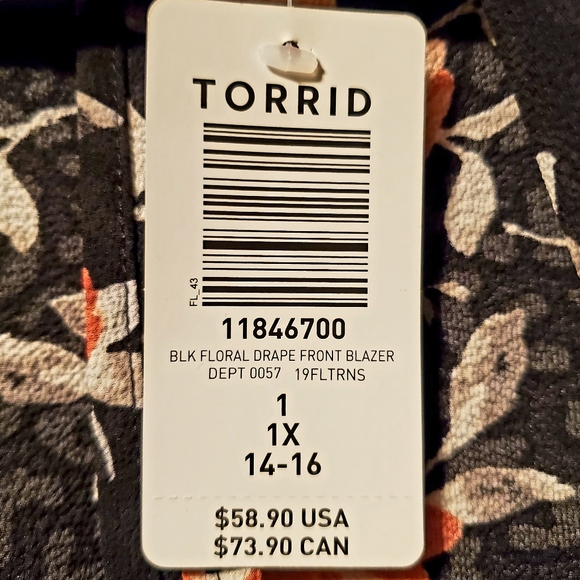 TORRID
FL_43
11846700
BLK FLORAL DRAPE FRONT BLAZER
DEPT 0057 19FLTRNS
1
1X
14-16
$58.90 USA
$73.90 CAN